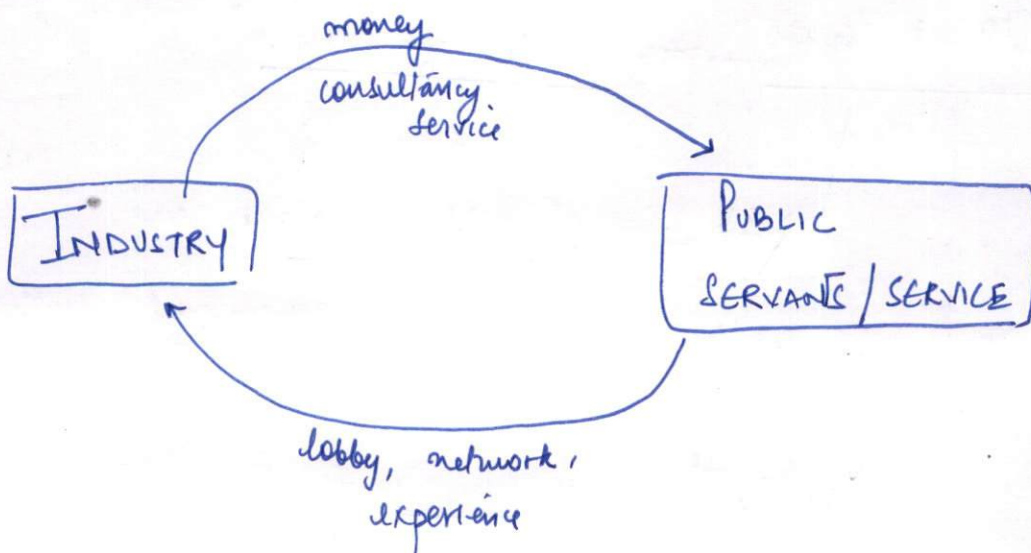 money
consultancy
service
INDUSTRY
PUBLIC
SERVANTS / SERVICE
lobby, network,
experience